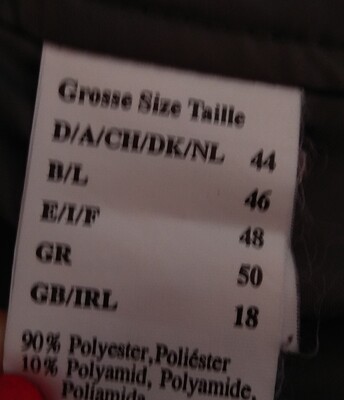 Grosse Size Taille
D/A/CH/DK/NL 44
B/L 46
E/I/F 48
GR 50
GB/IRL 18
90% Polyester,Poliéster
10% Polyamid, Polyamide,
Poliamida